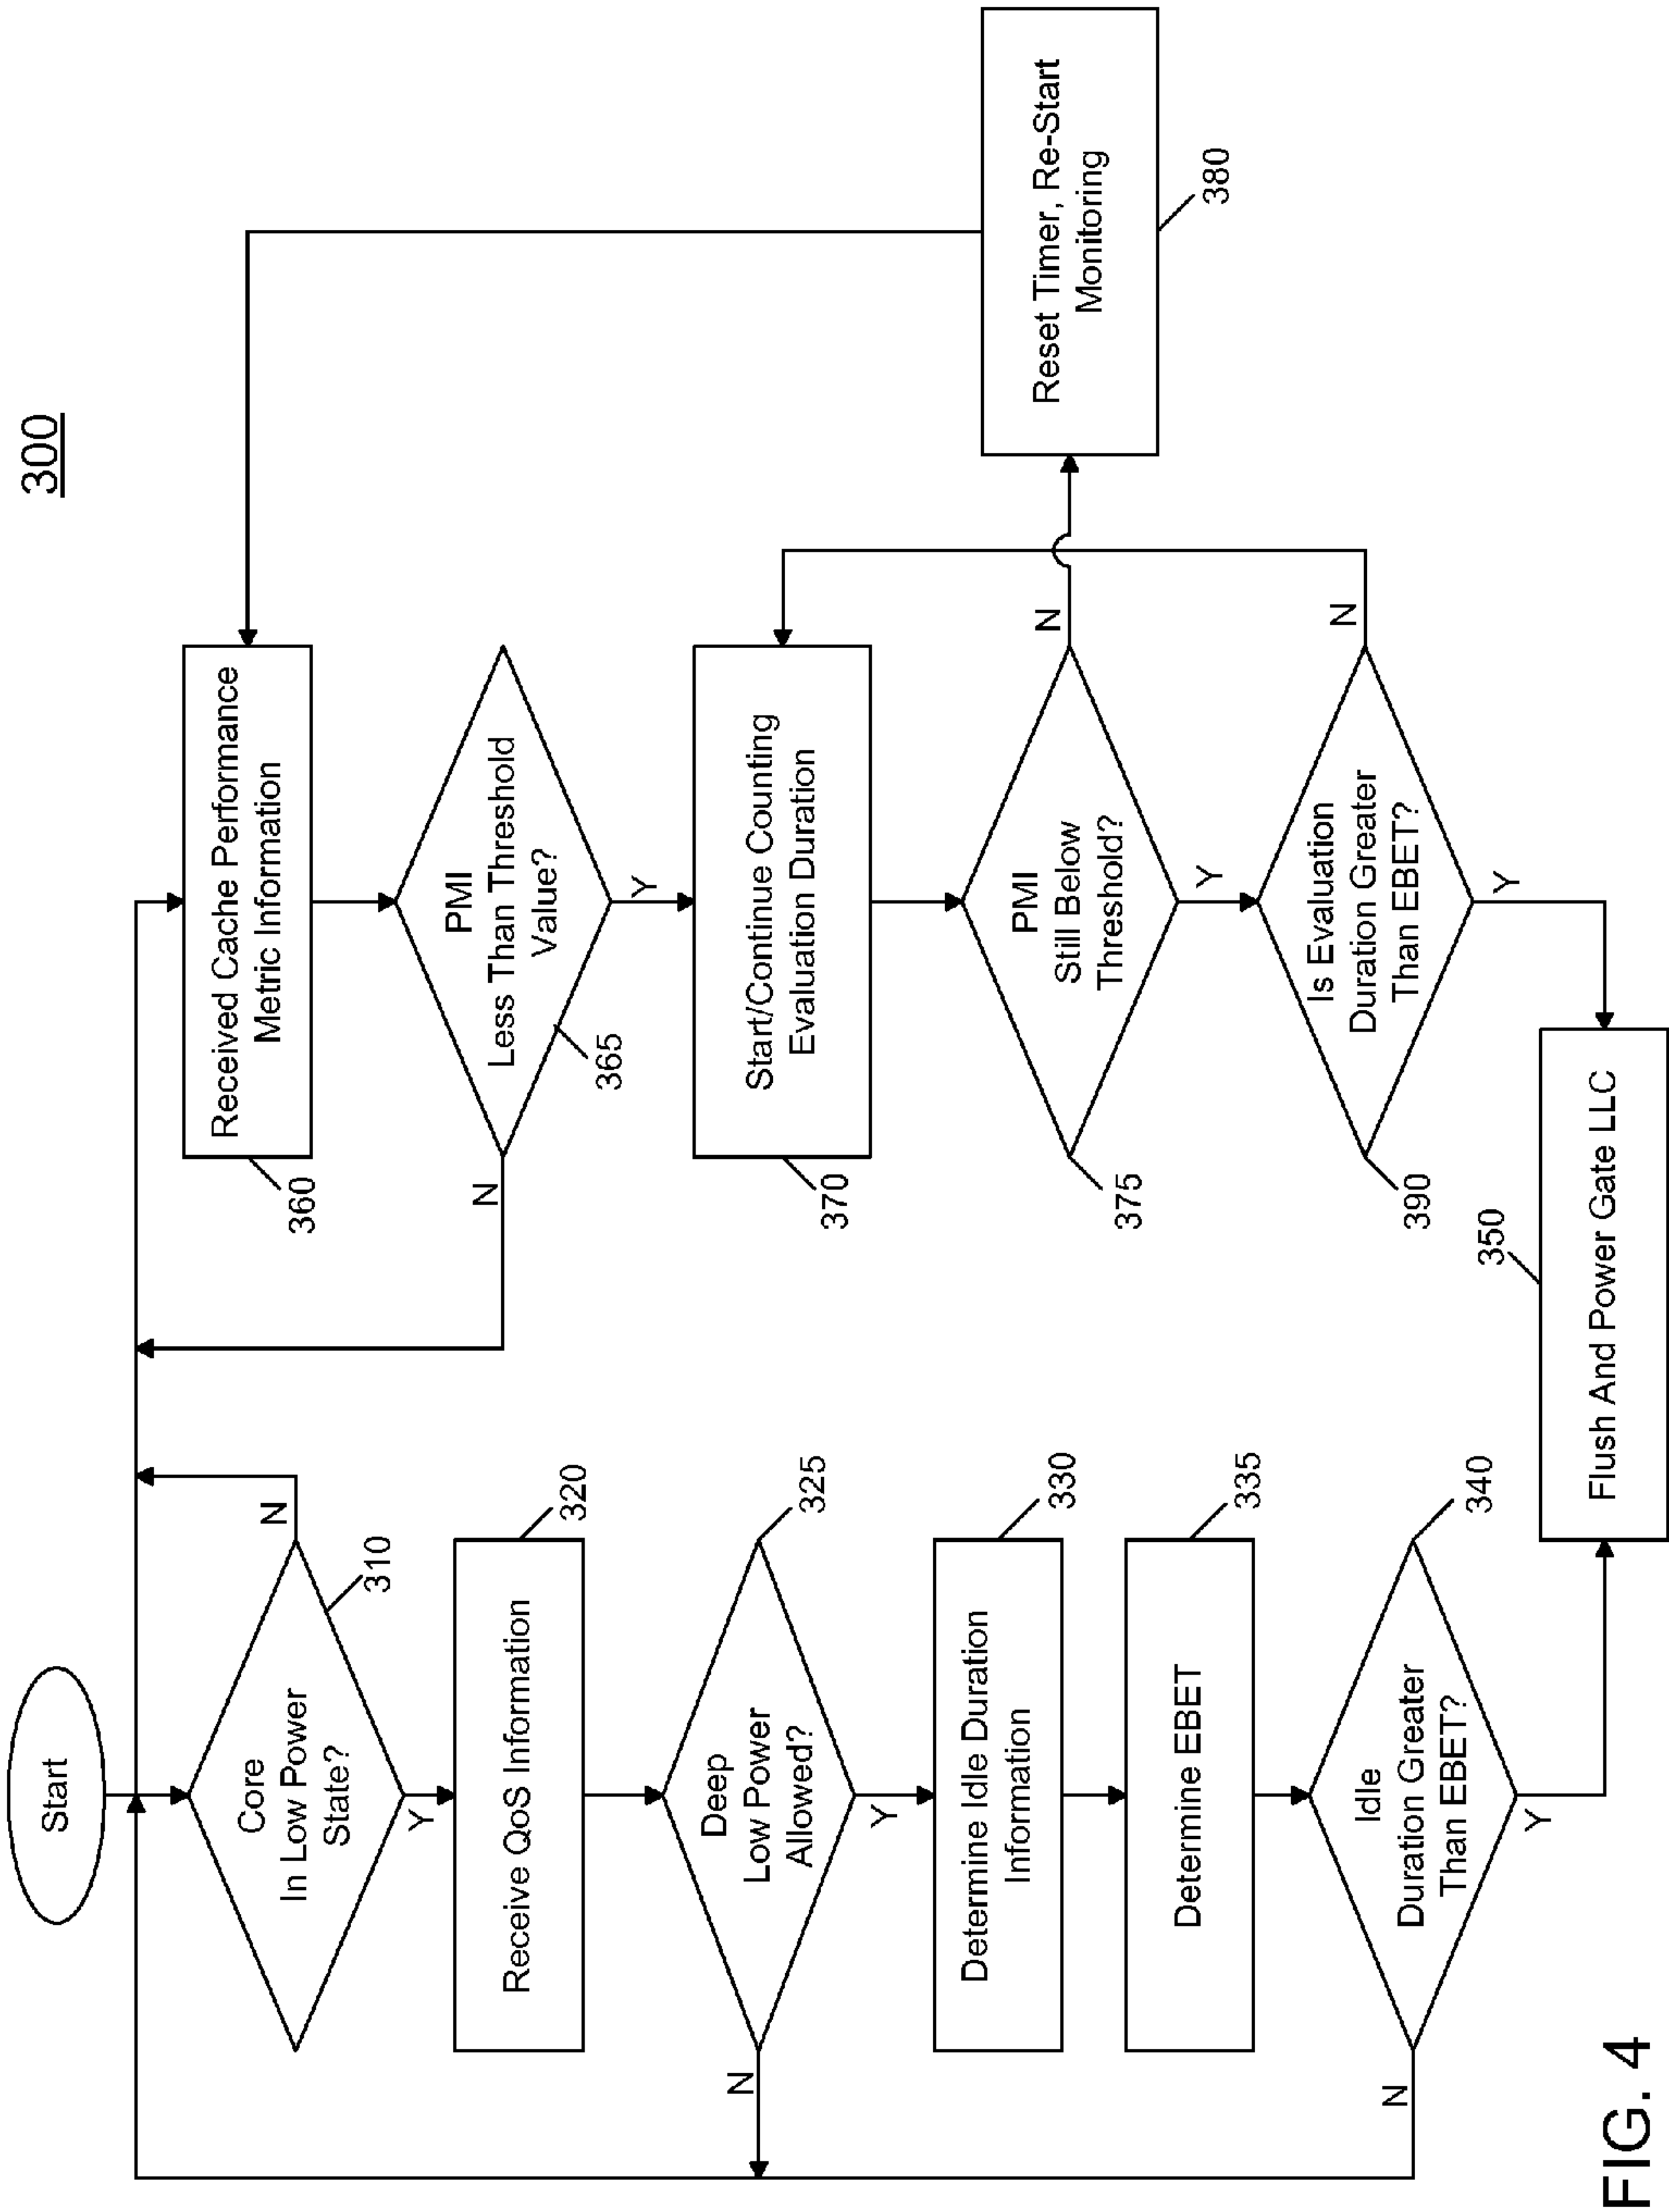 300
Start
Core
In Low Power
State?
310
N
Y
Receive QoS Information
320
Deep
Low Power
Allowed?
325
N
Y
Determine Idle Duration
Information
330
Determine EBET
335
Idle
Duration Greater
Than EBET?
340
N
Y
Flush And Power Gate LLC
350
Received Cache Performance
Metric Information
360
PMI
Less Than Threshold
Value?
365
N
Y
Start/Continue Counting
Evaluation Duration
370
PMI
Still Below
Threshold?
375
N
Y
Reset Timer, Re-Start
Monitoring
380
Is Evaluation
Duration Greater
Than EBET?
390
N
Y
FIG. 4